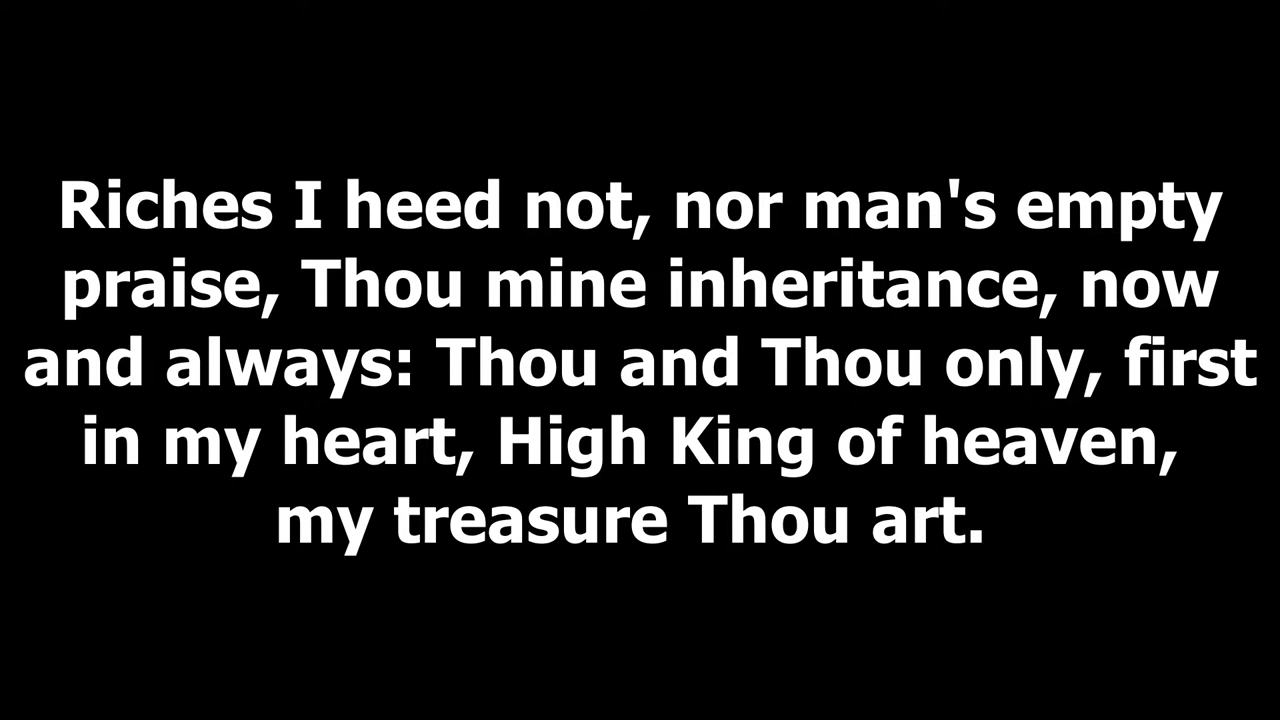 Riches I heed not, nor man's empty
praise, Thou mine inheritance, now
and always: Thou and Thou only, first
in my heart, High King of heaven,
my treasure Thou art.